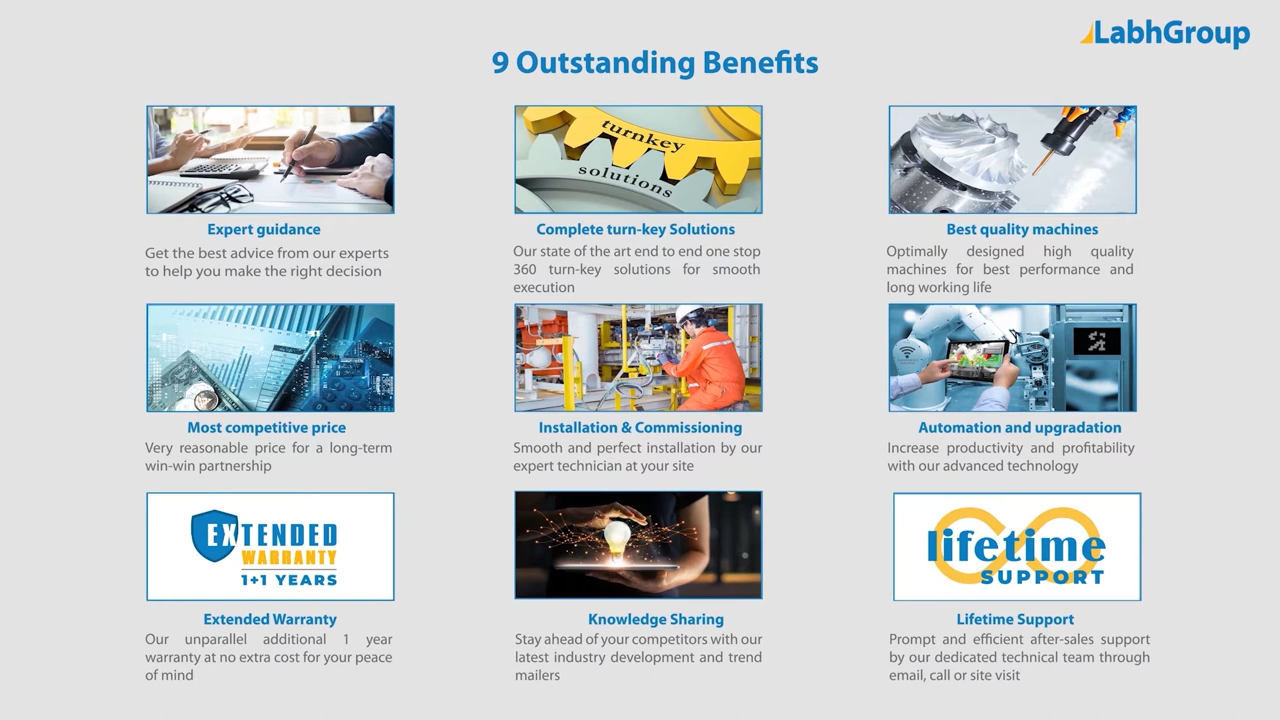 LabhGroup
9 Outstanding Benefits
turnkey
solutions
Expert guidance
Get the best advice from our experts
to help you make the right decision
Complete turn-key Solutions
Our state of the art end to end one stop
360 turn-key solutions for smooth
execution
Best quality machines
Optimally designed high quality
machines for best performance and
long working life
Most competitive price
Very reasonable price for a long-term
win-win partnership
Installation & Commissioning
Smooth and perfect installation by our
expert technician at your site
Automation and upgradation
Increase productivity and profitability
with our advanced technology
EXTENDED
WARRANTY
1+1 YEARS
lifetime
SUPPORT
Extended Warranty
Our unparallel additional 1 year
warranty at no extra cost for your peace
of mind
Knowledge Sharing
Stay ahead of your competitors with our
latest industry development and trend
mailers
Lifetime Support
Prompt and efficient after-sales support
by our dedicated technical team through
email, call or site visit